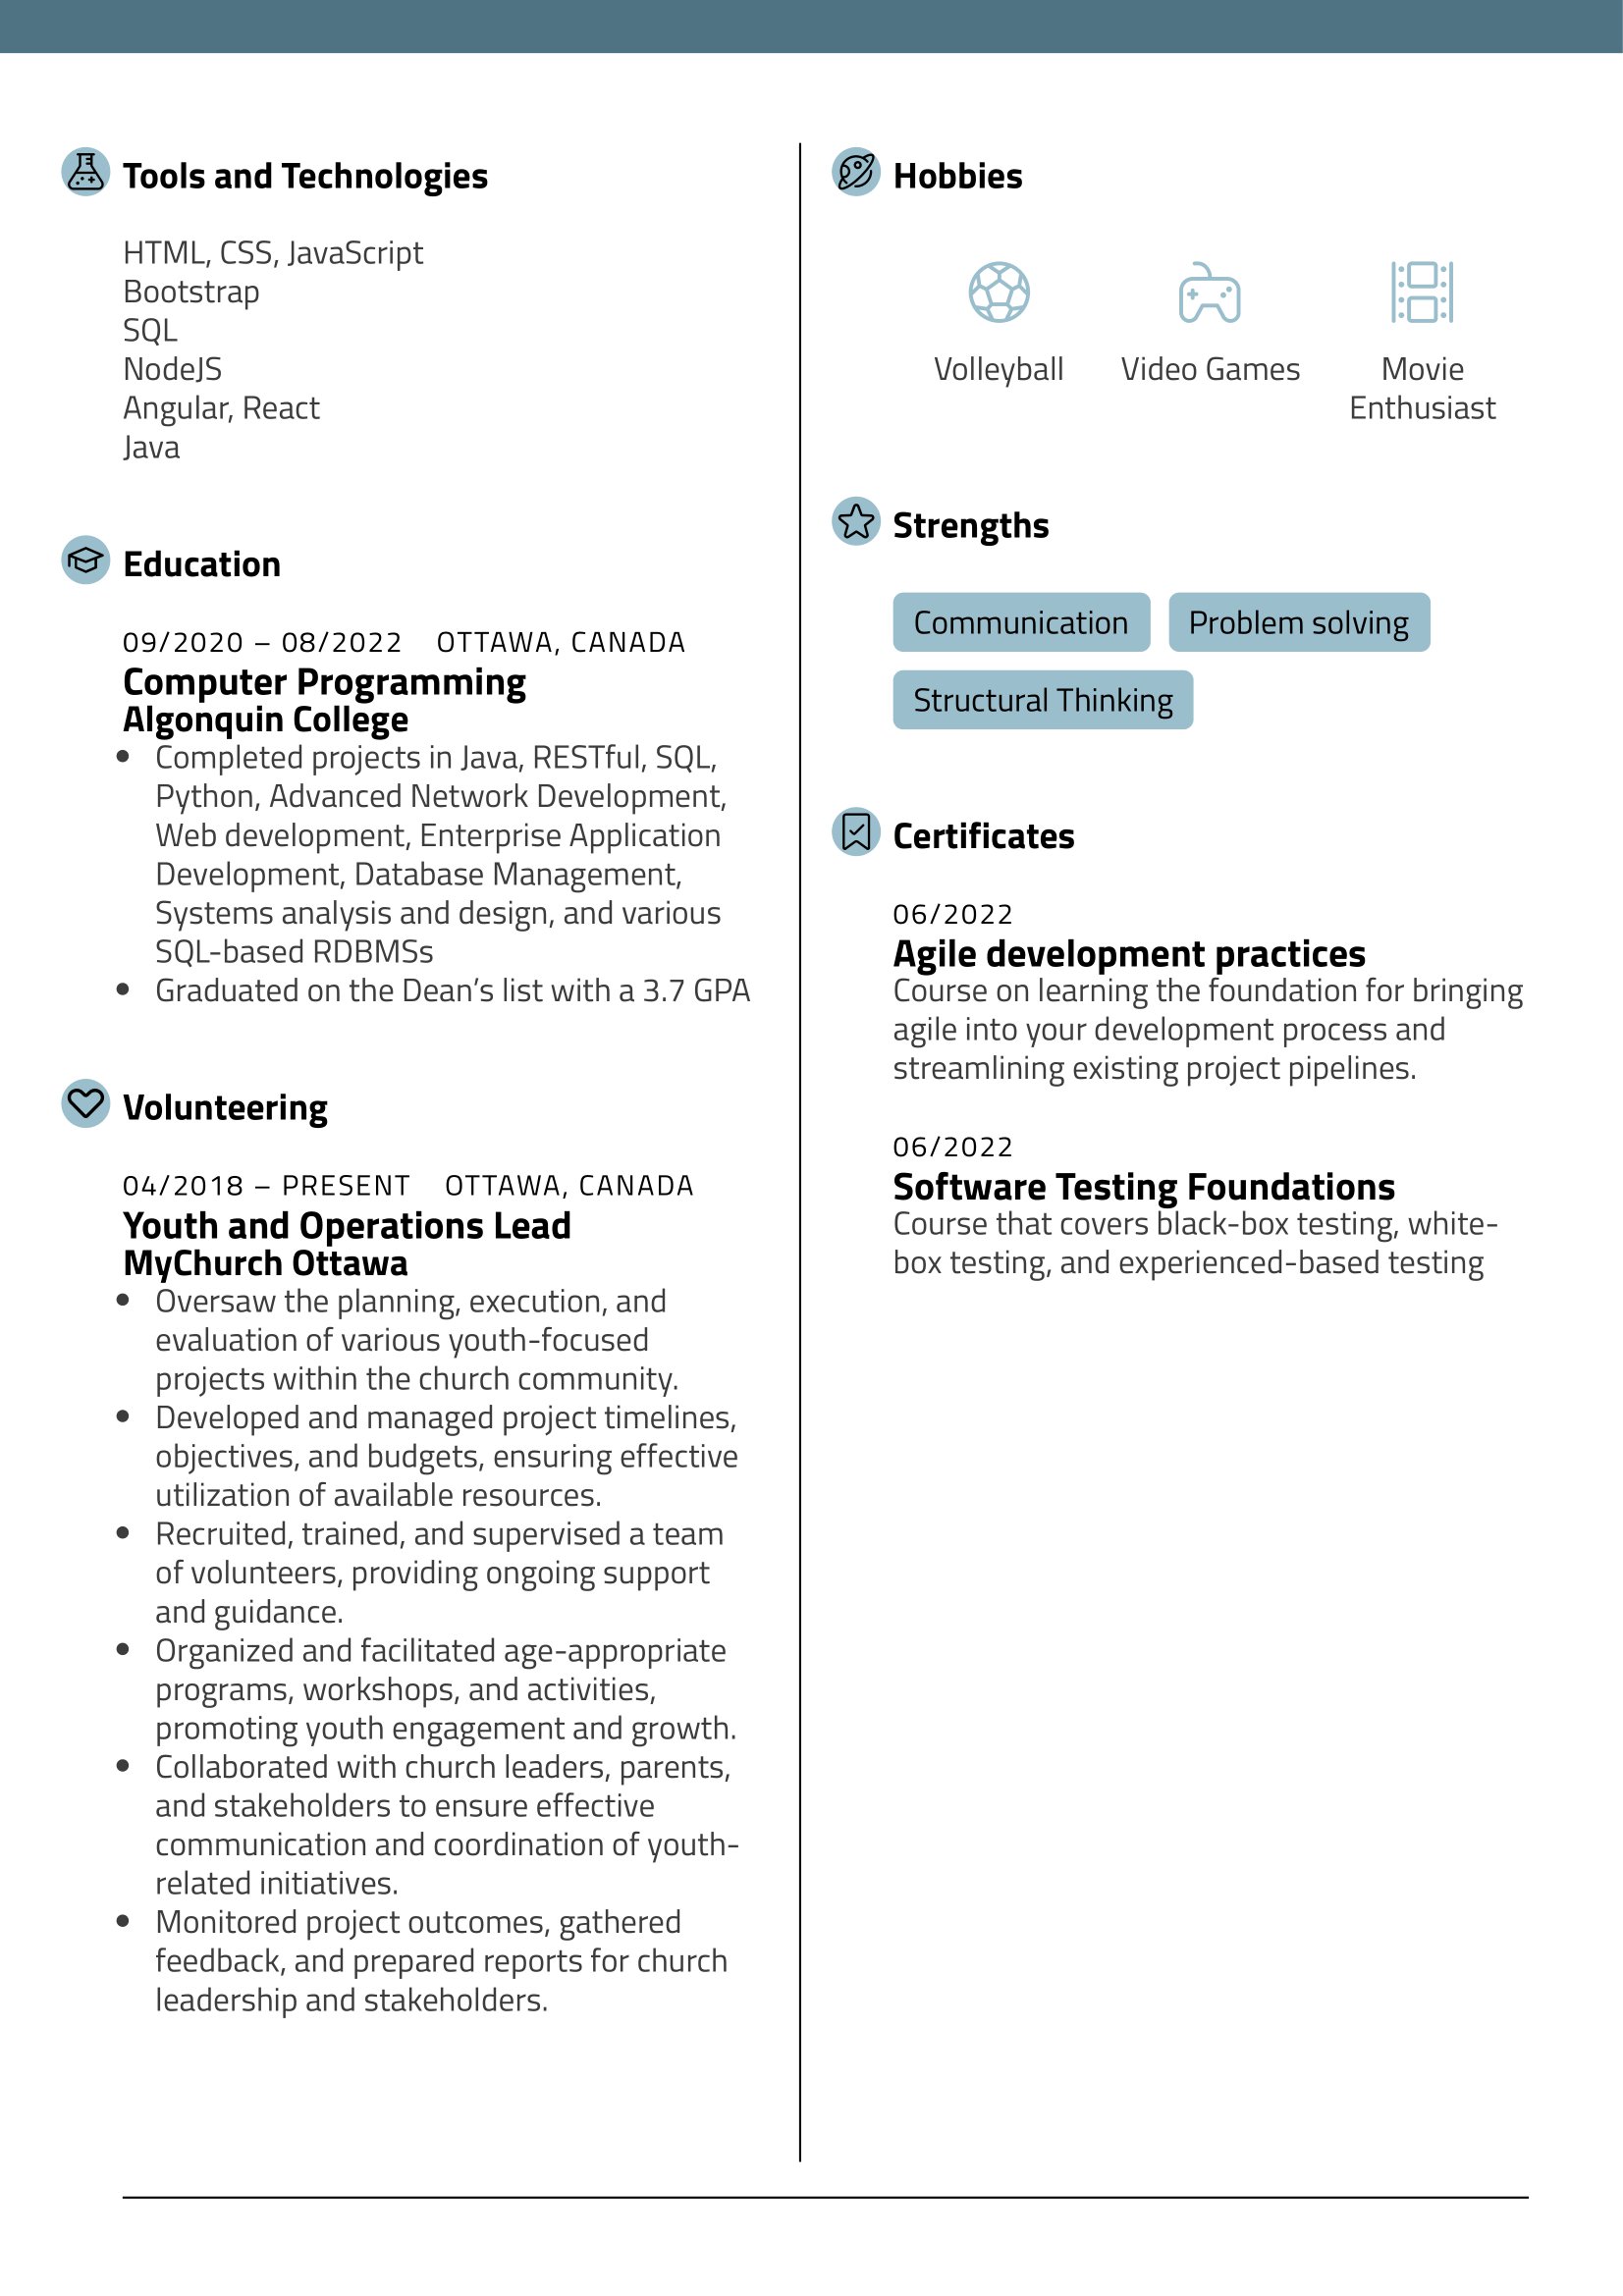 Tools and Technologies
HTML, CSS, JavaScript
Bootstrap
SQL
NodeJS
Angular, React
Java
Education
09/2020 – 08/2022 OTTAWA, CANADA
Computer Programming
Algonquin College
• Completed projects in Java, RESTful, SQL,
Python, Advanced Network Development,
Web development, Enterprise Application
Development, Database Management,
Systems analysis and design, and various
SQL-based RDBMSs
• Graduated on the Dean’s list with a 3.7 GPA
Volunteering
04/2018 – PRESENT OTTAWA, CANADA
Youth and Operations Lead
MyChurch Ottawa
• Oversaw the planning, execution, and
evaluation of various youth-focused
projects within the church community.
• Developed and managed project timelines,
objectives, and budgets, ensuring effective
utilization of available resources.
• Recruited, trained, and supervised a team
of volunteers, providing ongoing support
and guidance.
• Organized and facilitated age-appropriate
programs, workshops, and activities,
promoting youth engagement and growth.
• Collaborated with church leaders, parents,
and stakeholders to ensure effective
communication and coordination of youth-
related initiatives.
• Monitored project outcomes, gathered
feedback, and prepared reports for church
leadership and stakeholders.
Hobbies
Volleyball
Video Games
Movie
Enthusiast
Strengths
Communication
Problem solving
Structural Thinking
Certificates
06/2022
Agile development practices
Course on learning the foundation for bringing
agile into your development process and
streamlining existing project pipelines.
06/2022
Software Testing Foundations
Course that covers black-box testing, white-
box testing, and experienced-based testing